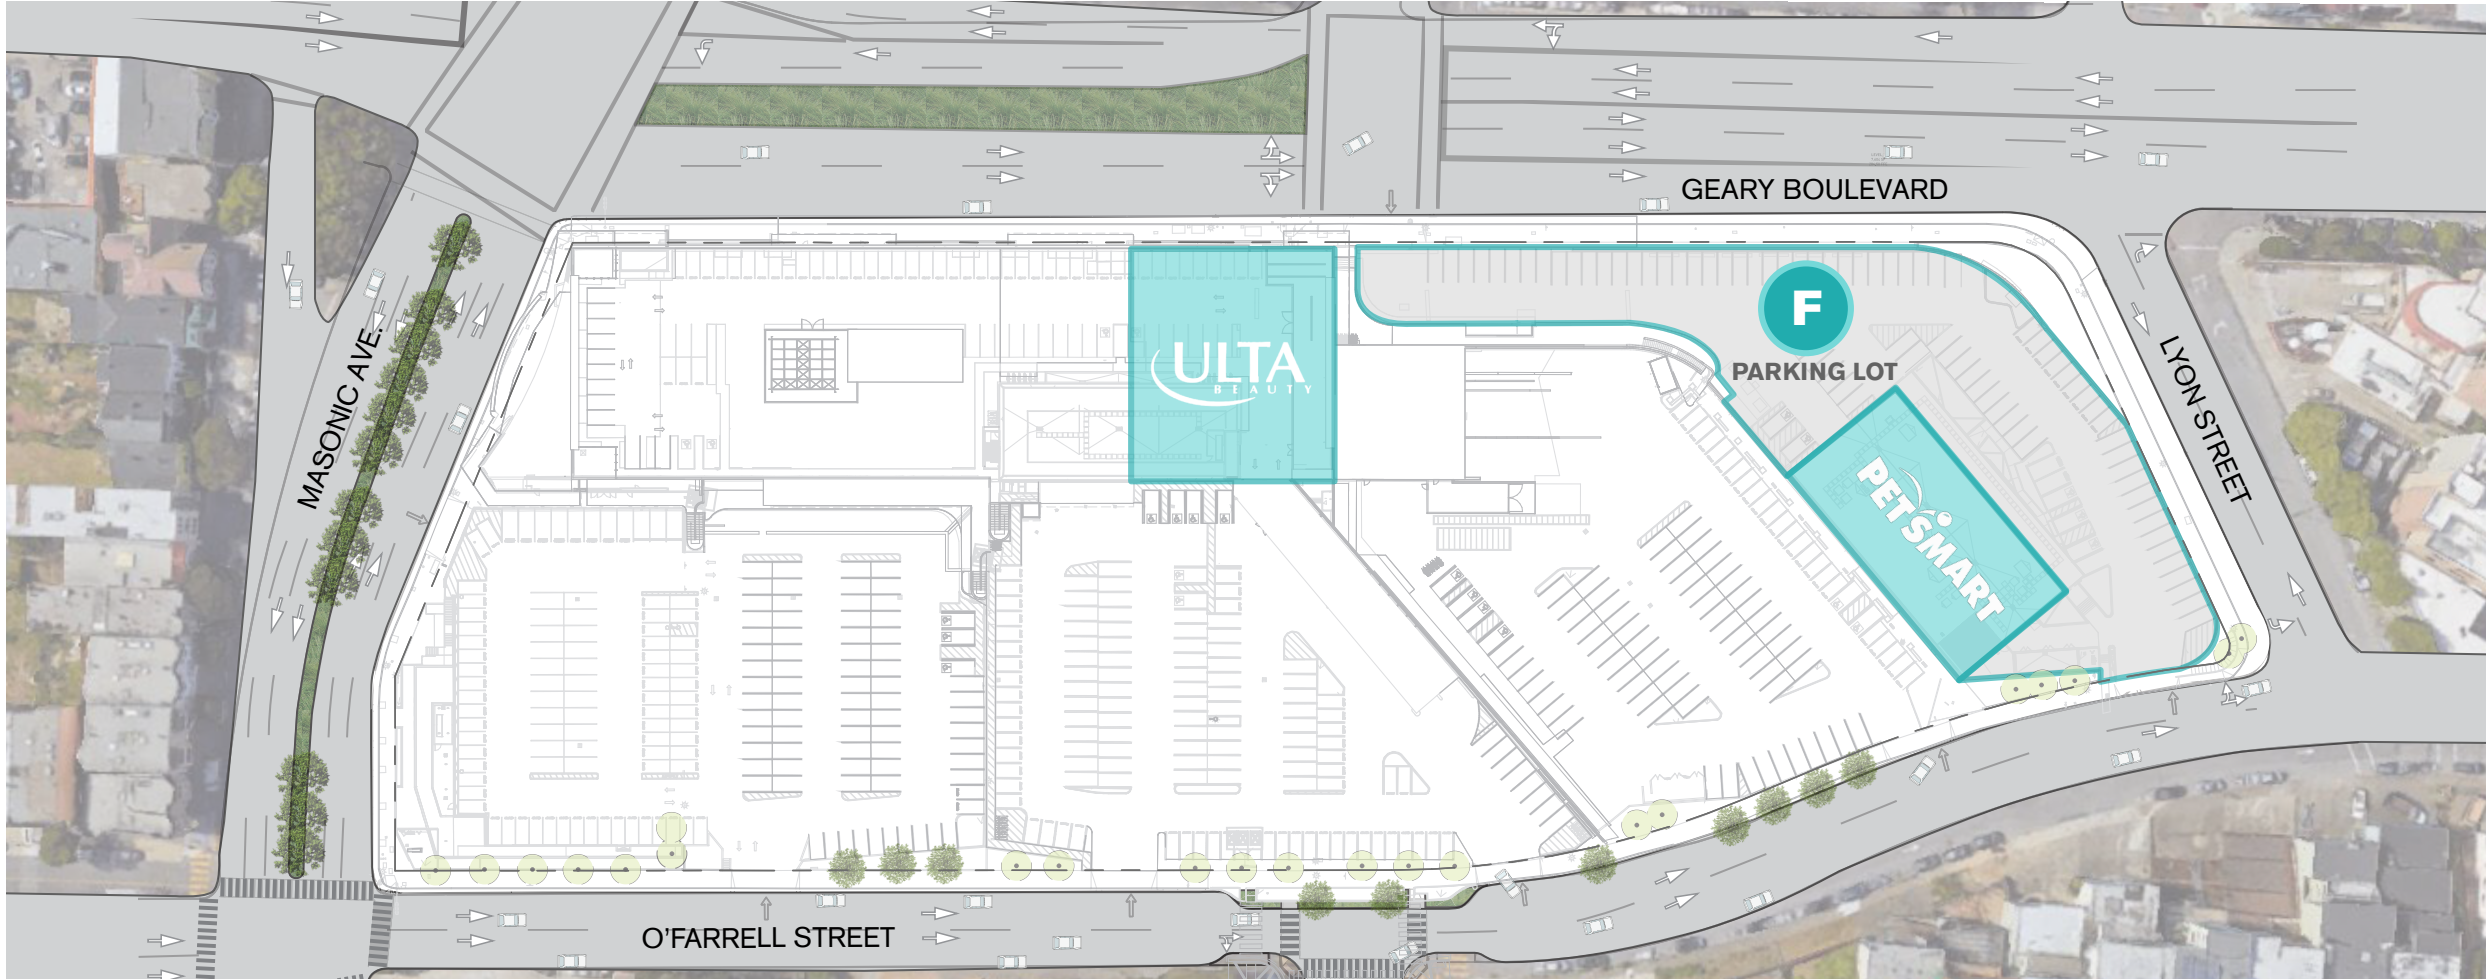 GEARY BOULEVARD
F
PARKING LOT
ULTA
BEAUTY
MASONIC AVE.
LYON STREET
PETSMART
O'FARRELL STREET